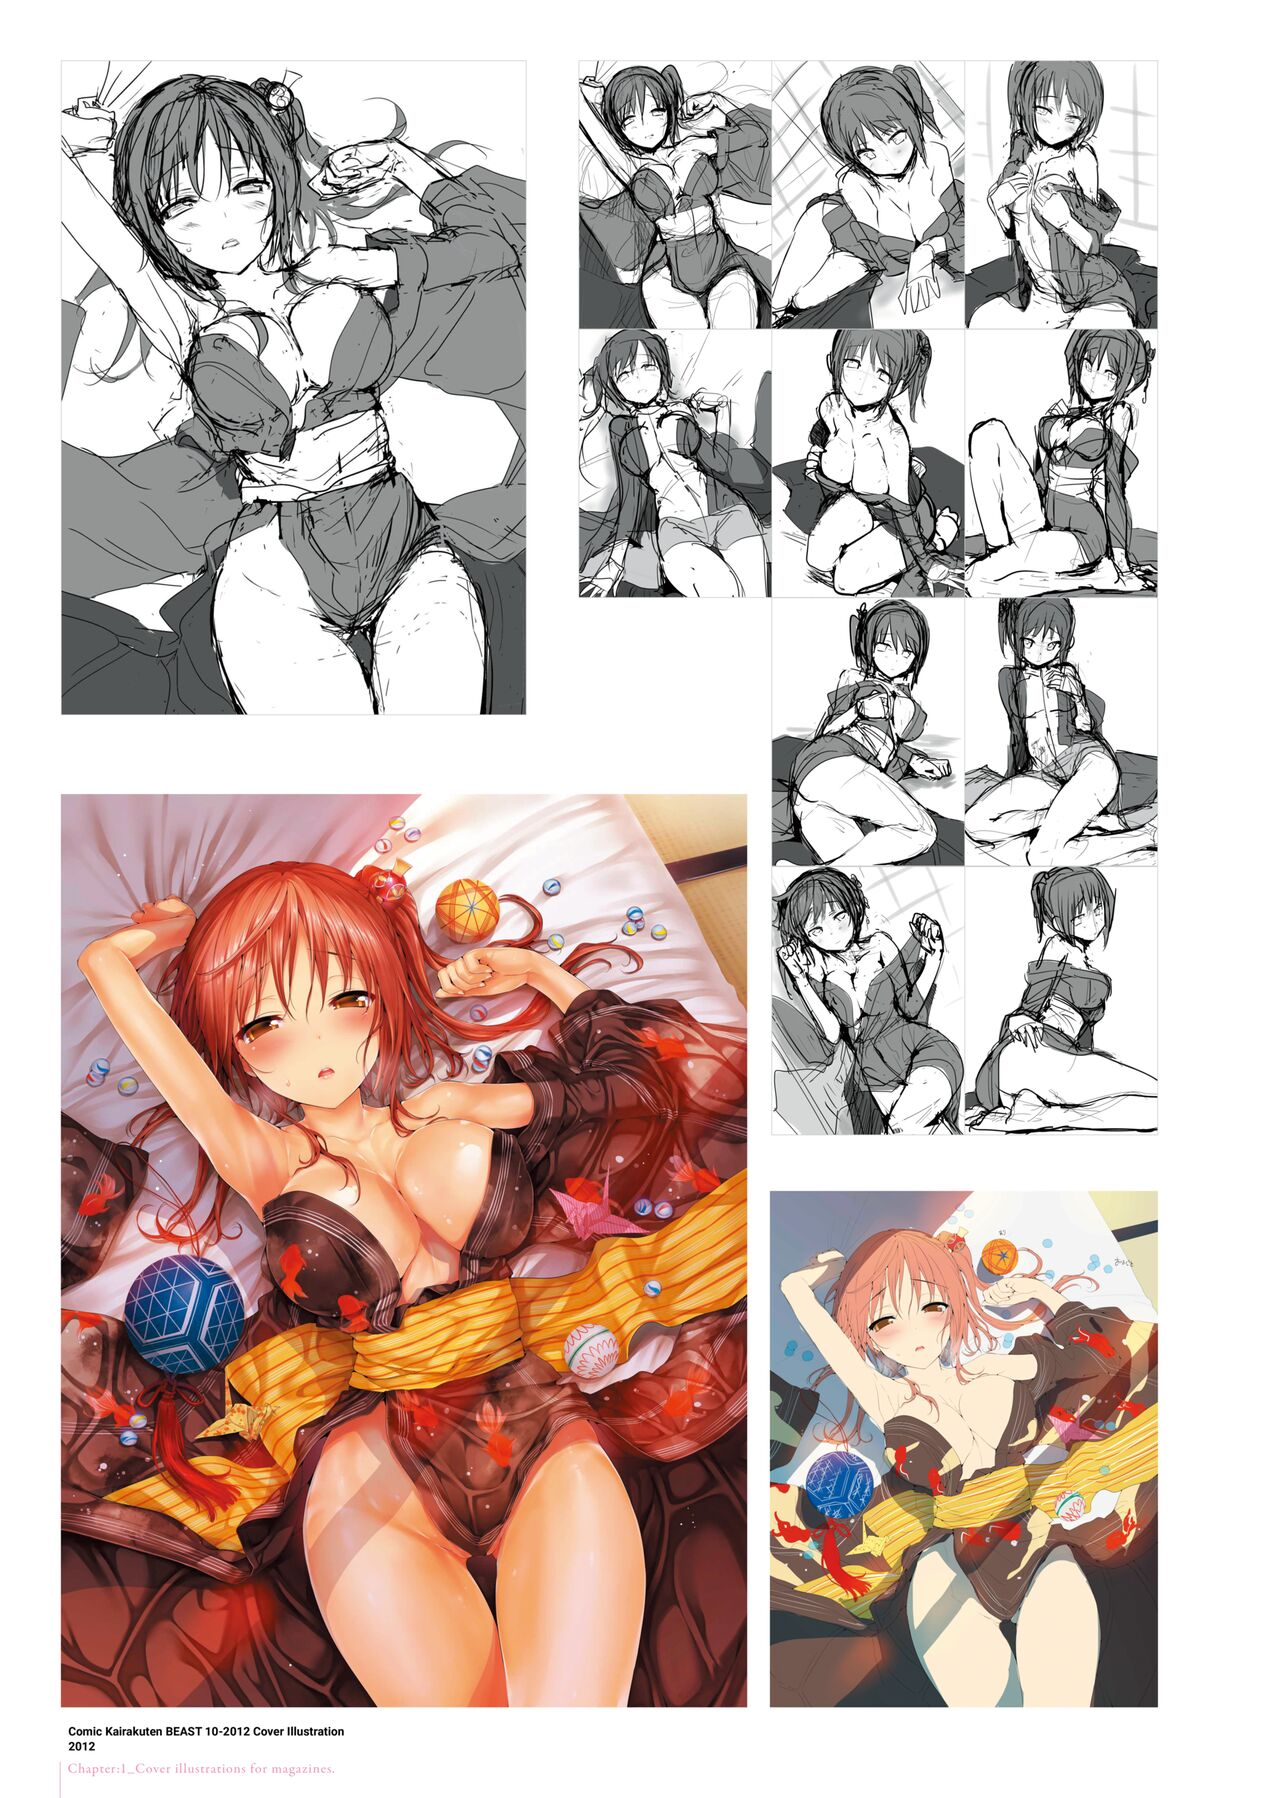 Comic Kairakuten BEAST 10-2012 Cover Illustration
2012
Chapter:1_Cover illustrations for magazines.